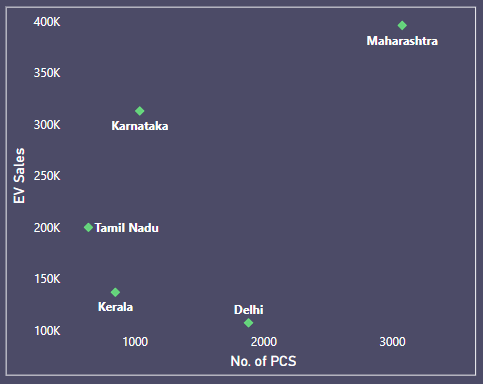 400K
Maharashtra
350K
300K
Karnataka
250K
EV Sales
200K
Tamil Nadu
150K
Kerala
Delhi
100K
1000
2000
3000
No. of PCS